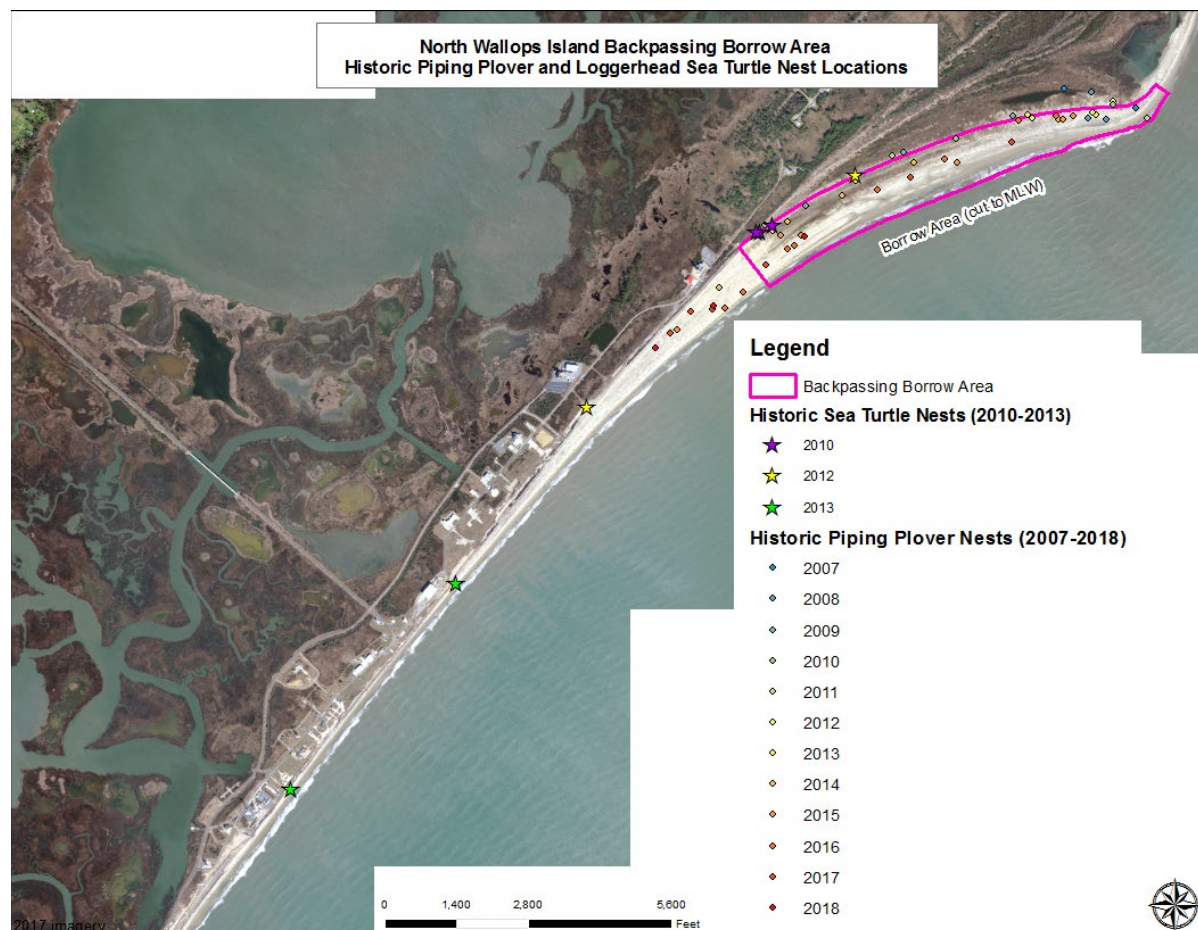 North Wallops Island Backpassing Borrow Area
Historic Piping Plover and Loggerhead Sea Turtle Nest Locations
Borrow Area (cut to MLW)
Legend
Backpassing Borrow Area
Historic Sea Turtle Nests (2010-2013)
2010
2012
2013
Historic Piping Plover Nests (2007-2018)
2007
2008
2009
2010
2011
2012
2013
2014
2015
2016
2017
2018
0 1,400 2,800 5,600
Feet
2017 imagery